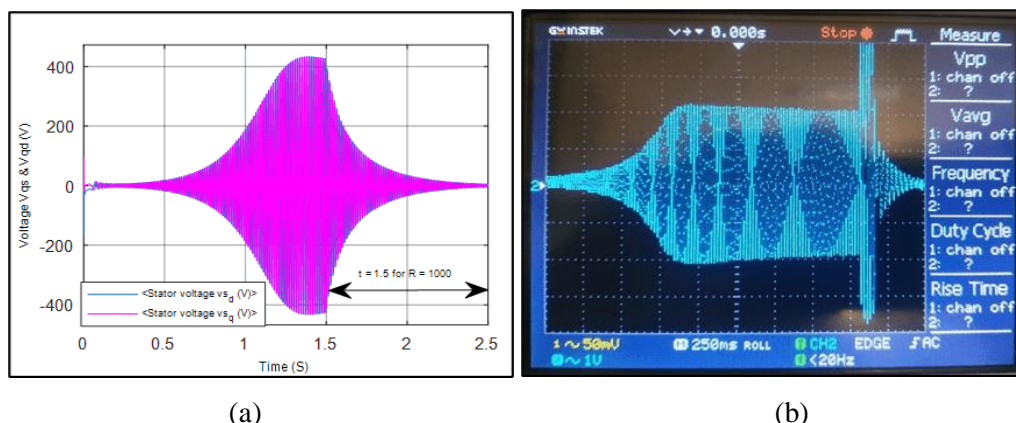 400
200
0
-200
-400
Voltage Vqs & Vqd (V)
t = 1.5 for R = 1000
<Stator voltage vs_d (V)>
<Stator voltage vs_q (V)>
0
0.5
1
1.5
2
2.5
Time (S)
(a)
GWINSTEK
0.000s
Stop
Measure
Vpp
1: chan off
2: ?
Vavg
1: chan off
2: ?
Frequency
1: chan off
2: ?
Duty Cycle
1: chan off
2: ?
Rise Time
1: chan off
2: ?
2
1 ~ 50mV
250ms ROLL
CH2 EDGE ƒAC
~ 1V
<20Hz
(b)